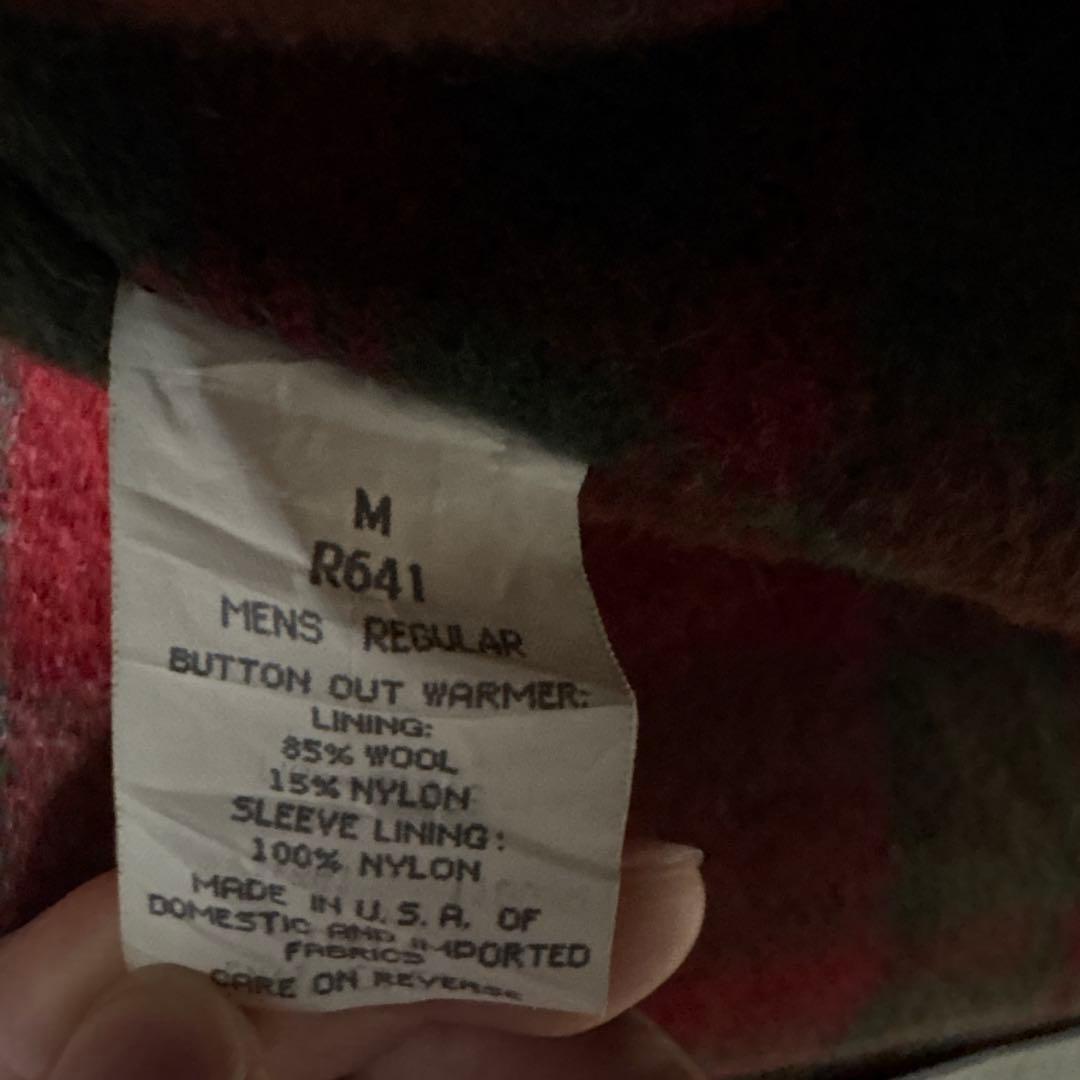 M
R641
MENS REGULAR
BUTTON OUT WARMER:
LINING:
85% WOOL
15% NYLON
SLEEVE LINING:
100% NYLON
MADE IN U.S.A. OF
DOMESTIC AND IMPORTED
FABRICS
CARE ON REVERSE